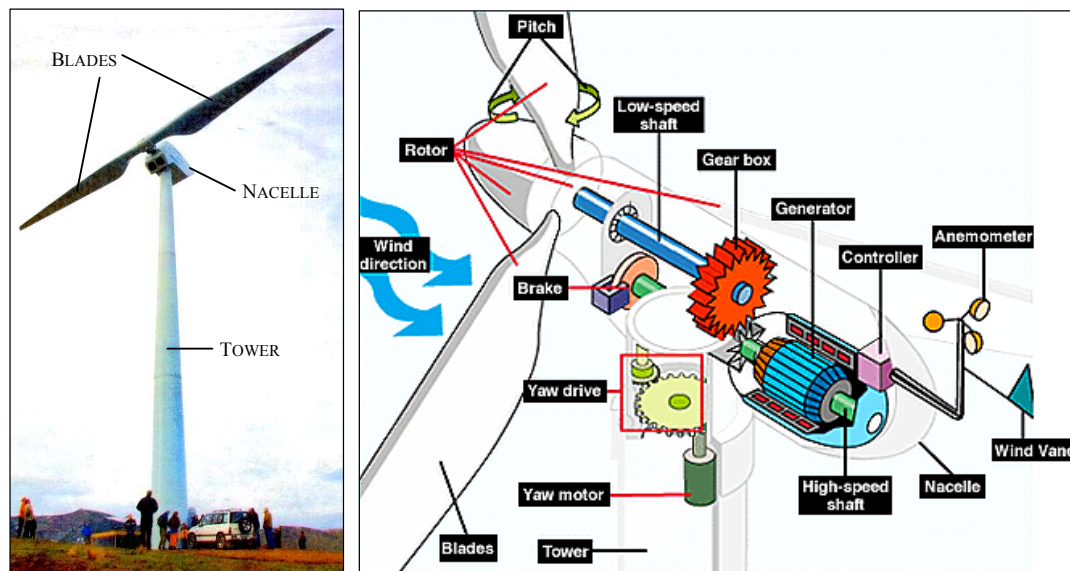 BLADES
NACELLE
TOWER
Pitch
Low-speed
shaft
Rotor
Gear box
Generator
Anemometer
Wind
direction
Controller
Brake
Yaw drive
Wind Vane
Yaw motor
High-speed
shaft
Nacelle
Blades
Tower